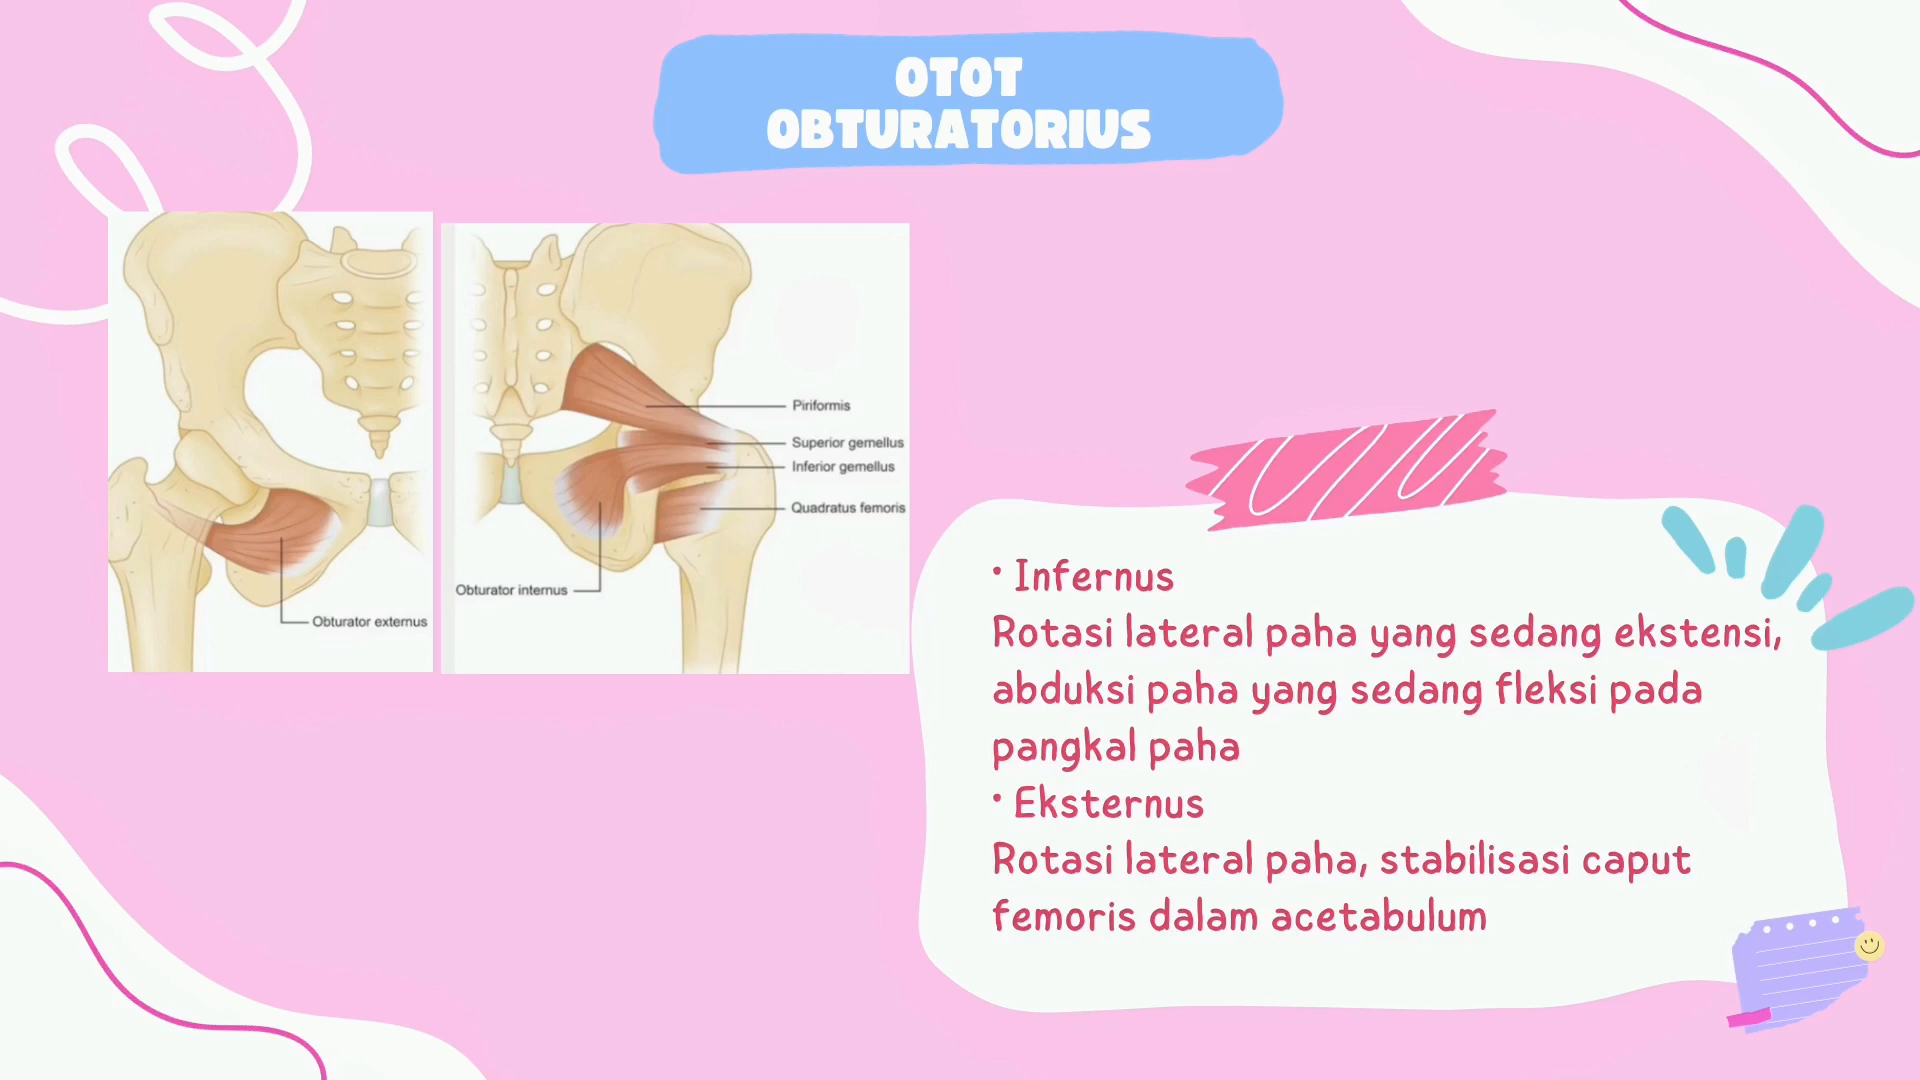 OTOT
OBTURATORIUS
Piriformis
Superior gemellus
Inferior gemellus
Quadratus femoris
Obturator internus
Obturator externus
• Infernus
Rotasi lateral paha yang sedang ekstensi,
abduksi paha yang sedang fleksi pada
pangkal paha
• Eksternus
Rotasi lateral paha, stabilisasi caput
femoris dalam acetabulum